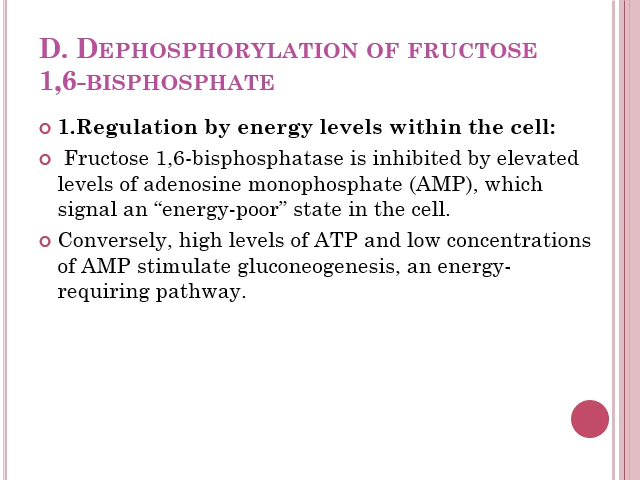 D. DEPHOSPHORYLATION OF FRUCTOSE
1,6-BISPHOSPHATE
1.Regulation by energy levels within the cell:
Fructose 1,6-bisphosphatase is inhibited by elevated
levels of adenosine monophosphate (AMP), which
signal an “energy-poor” state in the cell.
Conversely, high levels of ATP and low concentrations
of AMP stimulate gluconeogenesis, an energy-
requiring pathway.